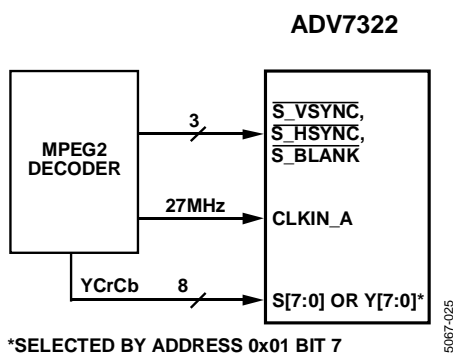 ADV7322
MPEG2
DECODER
3
S_VSYNC,
S_HSYNC,
S_BLANK
27MHz
CLKIN_A
YCrCb
8
S[7:0] OR Y[7:0]*
*SELECTED BY ADDRESS 0x01 BIT 7
5067-025